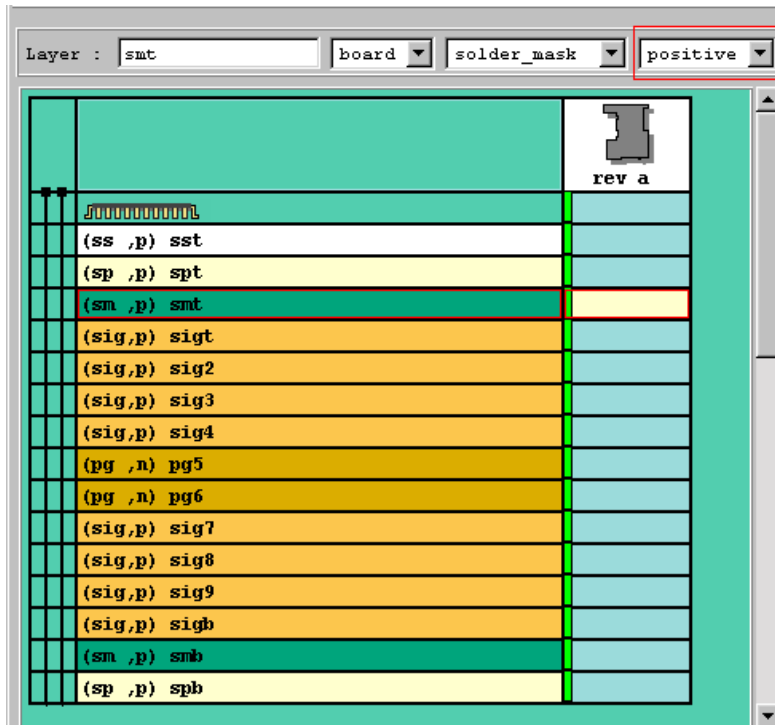 Layer : smt board solder_mask positive
rev a
(ss ,p) sst
(sp ,p) spt
(sm ,p) smt
(sig,p) sigt
(sig,p) sig2
(sig,p) sig3
(sig,p) sig4
(pg ,n) pg5
(pg ,n) pg6
(sig,p) sig7
(sig,p) sig8
(sig,p) sig9
(sig,p) sigb
(sm ,p) smb
(sp ,p) spb